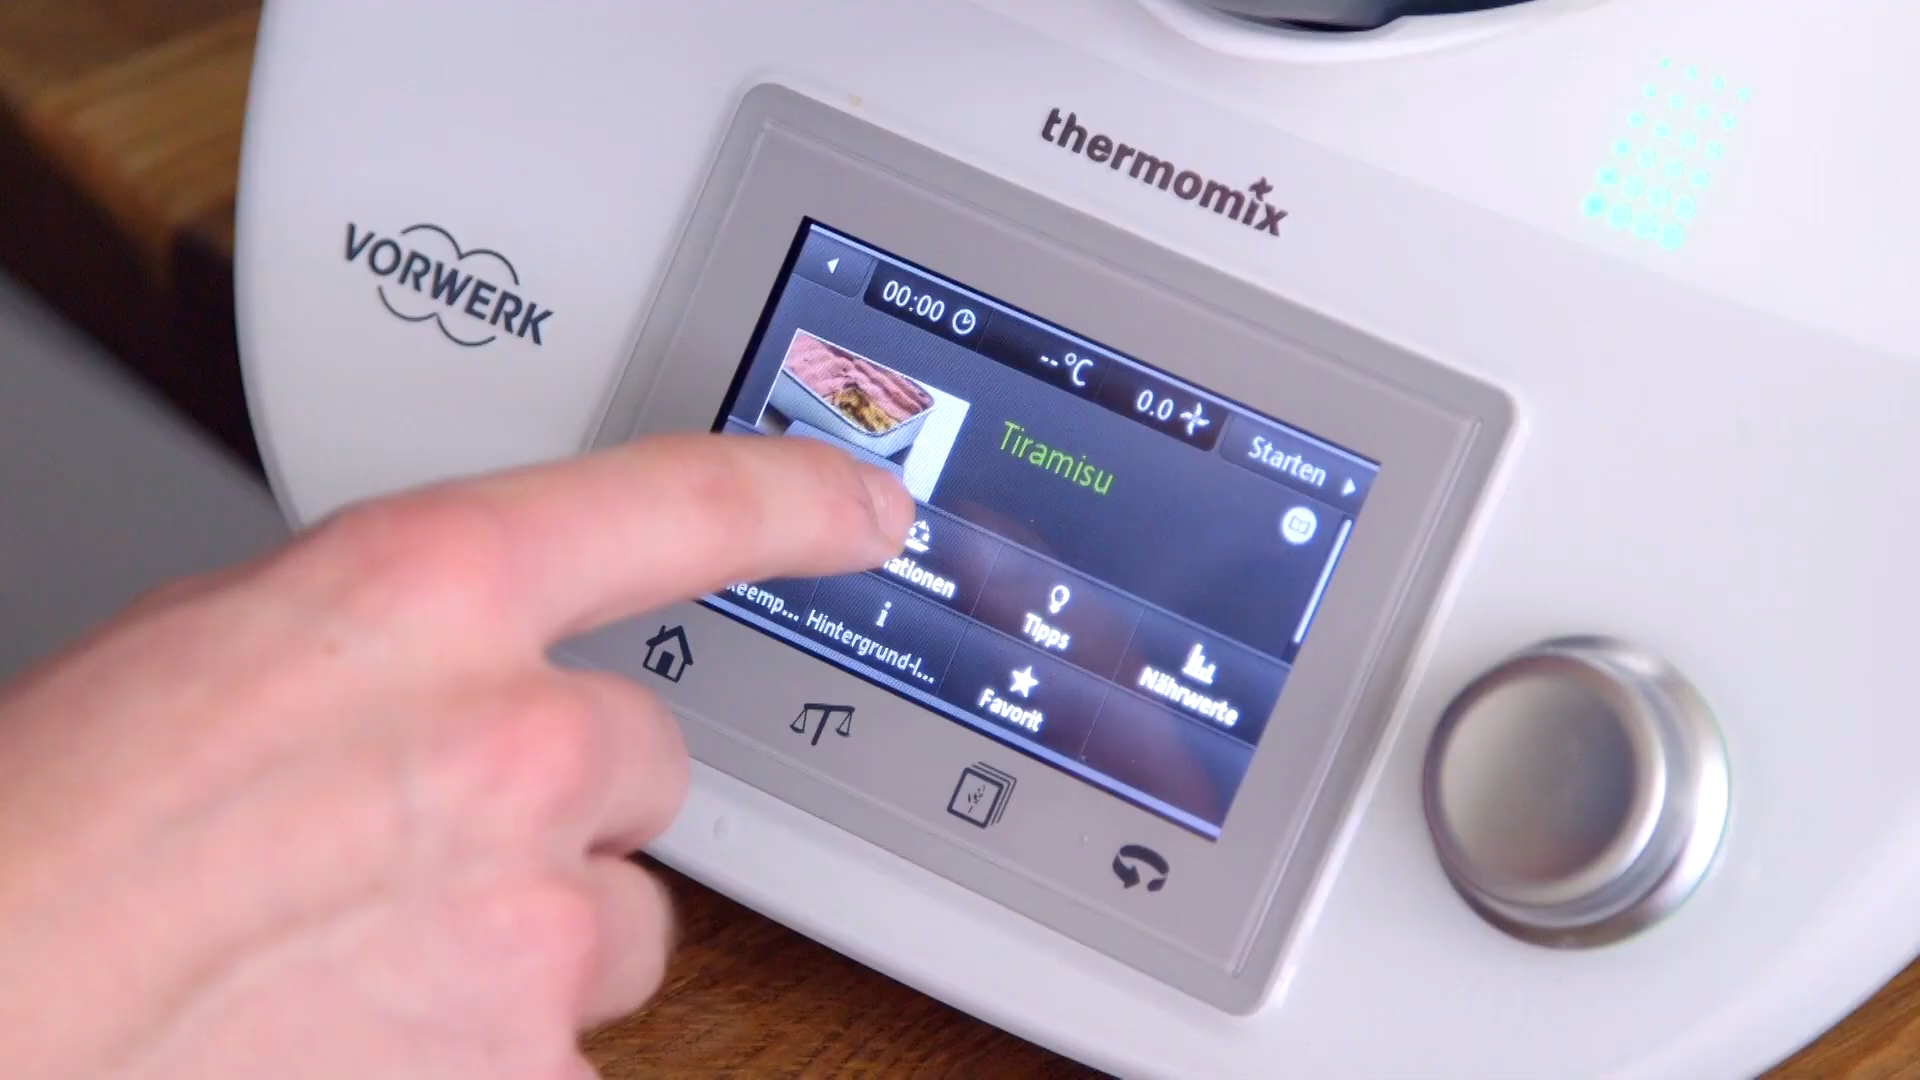 thermomix
VORWERK
00:00
--°C
0.0
Starten
Tiramisu
Tipps
Nährwerte
Hintergrund-I...
Favorit